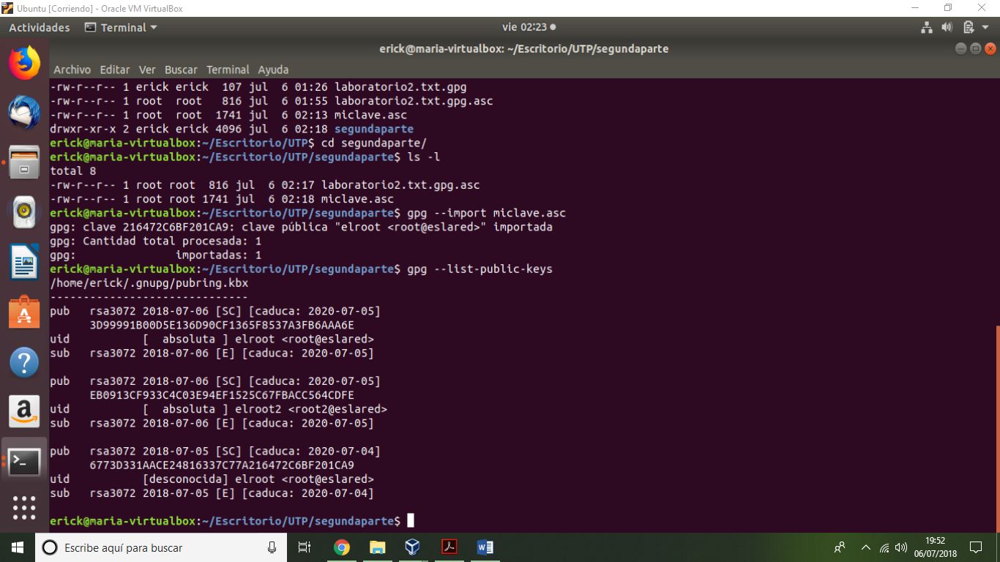 Ubuntu [Corriendo] - Oracle VM VirtualBox
Actividades Terminal vie 02:23
erick@maria-virtualbox: ~/Escritorio/UTP/segundaparte
Archivo Editar Ver Buscar Terminal Ayuda
-rw-r--r-- 1 erick erick  107 jul  6 01:26 laboratorio2.txt.gpg
-rw-r--r-- 1 root  root   816 jul  6 01:55 laboratorio2.txt.gpg.asc
-rw-r--r-- 1 root  root  1741 jul  6 02:13 miclave.asc
drwxr-xr-x 2 erick erick 4096 jul  6 02:18 segundaparte
erick@maria-virtualbox:~/Escritorio/UTP$ cd segundaparte/
erick@maria-virtualbox:~/Escritorio/UTP/segundaparte$ ls -l
total 8
-rw-r--r-- 1 root root  816 jul  6 02:17 laboratorio2.txt.gpg.asc
-rw-r--r-- 1 root root 1741 jul  6 02:18 miclave.asc
erick@maria-virtualbox:~/Escritorio/UTP/segundaparte$ gpg --import miclave.asc
gpg: clave 216472C6BF201CA9: clave pública "elroot <root@eslared>" importada
gpg: Cantidad total procesada: 1
gpg:               importadas: 1
erick@maria-virtualbox:~/Escritorio/UTP/segundaparte$ gpg --list-public-keys
/home/erick/.gnupg/pubring.kbx
------------------------------
pub   rsa3072 2018-07-06 [SC] [caduca: 2020-07-05]
      3D99991B00D5E136D90CF1365F8537A3FB6AAA6E
uid        [  absoluta ] elroot <root@eslared>
sub   rsa3072 2018-07-06 [E] [caduca: 2020-07-05]
pub   rsa3072 2018-07-06 [SC] [caduca: 2020-07-05]
      EB0913CF933C4C03E94EF1525C67FBACC564CDFE
uid        [  absoluta ] elroot2 <root2@eslared>
sub   rsa3072 2018-07-06 [E] [caduca: 2020-07-05]
pub   rsa3072 2018-07-05 [SC] [caduca: 2020-07-04]
      6773D331AACE24816337C77A216472C6BF201CA9
uid        [desconocida] elroot <root@eslared>
sub   rsa3072 2018-07-05 [E] [caduca: 2020-07-04]
erick@maria-virtualbox:~/Escritorio/UTP/segundaparte$
Escribe aquí para buscar
19:52
06/07/2018